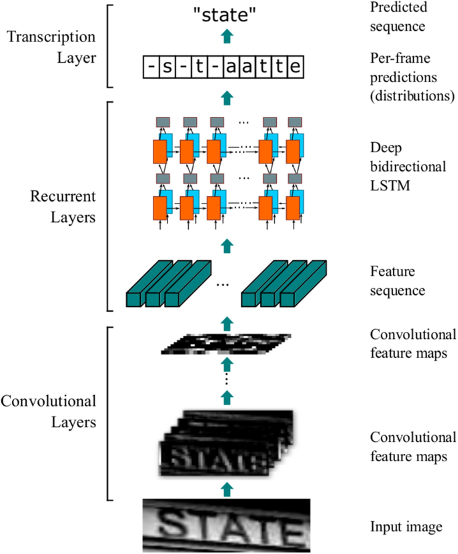 "state"
Predicted
sequence
Transcription
Layer
- s - t - a a t t e
Per-frame
predictions
(distributions)
...
...
Recurrent
Layers
Deep
bidirectional
LSTM
...
Feature
sequence
Convolutional
feature maps
...
Convolutional
Layers
STATE
Convolutional
feature maps
STATE
Input image